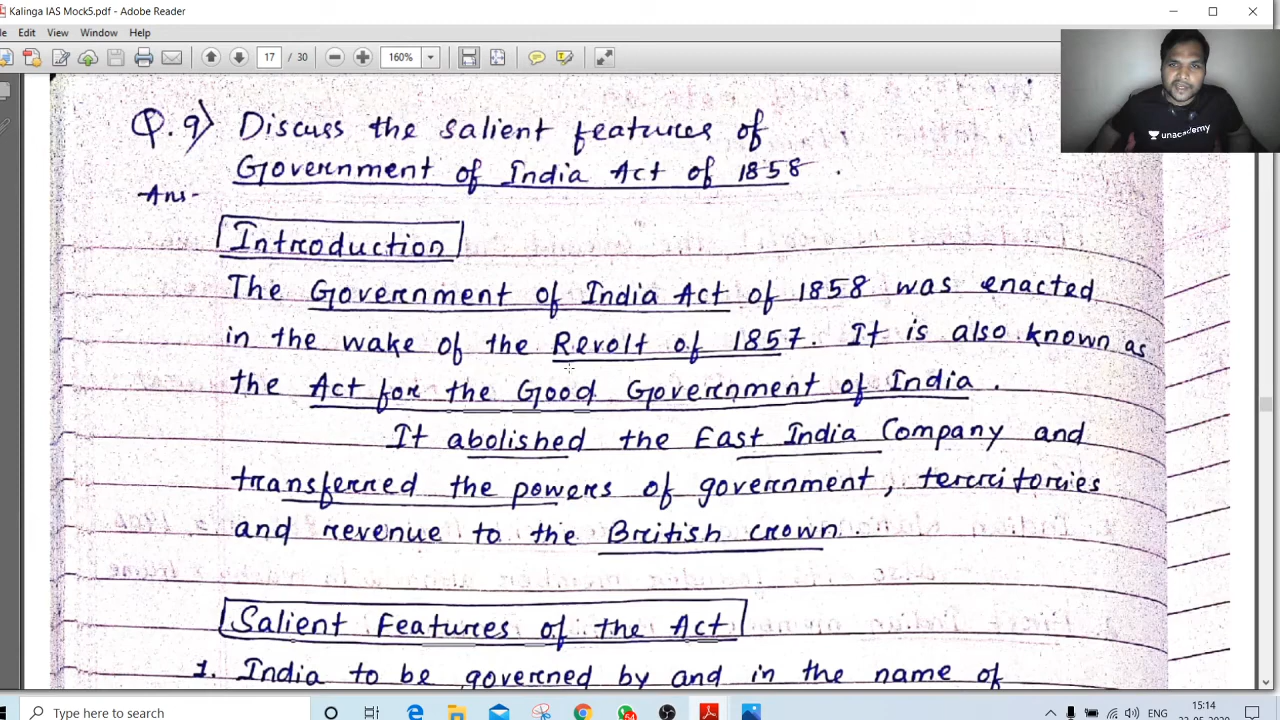 Kalinga IAS Mock5.pdf - Adobe Reader
Edit View Window Help
17 / 30 160%
unacademy
Q.9) Discuss the salient features of
Government of India Act of 1858.
Ans-
Introduction
The Government of India Act of 1858 was enacted
in the wake of the Revolt of 1857. It is also known as
the Act for the Good Government of India.
It abolished the East India Company and
transferred the powers of government, territories
and revenue to the British crown.
Salient Features of the Act
1. India to be governed by and in the name of
Type here to search
ENG
15:14